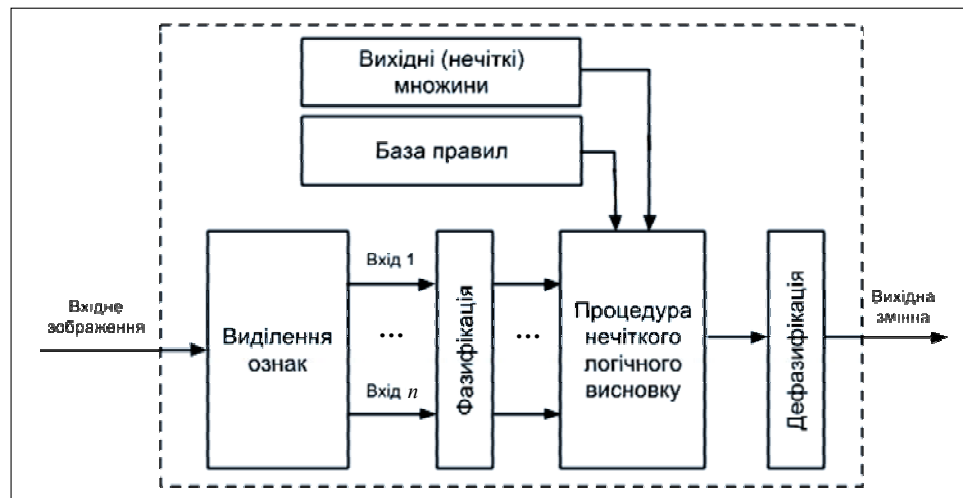 Вихідні (нечіткі)
множини
База правил
Вхідне
зображення
Виділення
ознак
Вхід 1
...
Вхід n
Фазифікація
...
Процедура
нечіткого
логічного
висновку
Дефазифікація
Вихідна
змінна